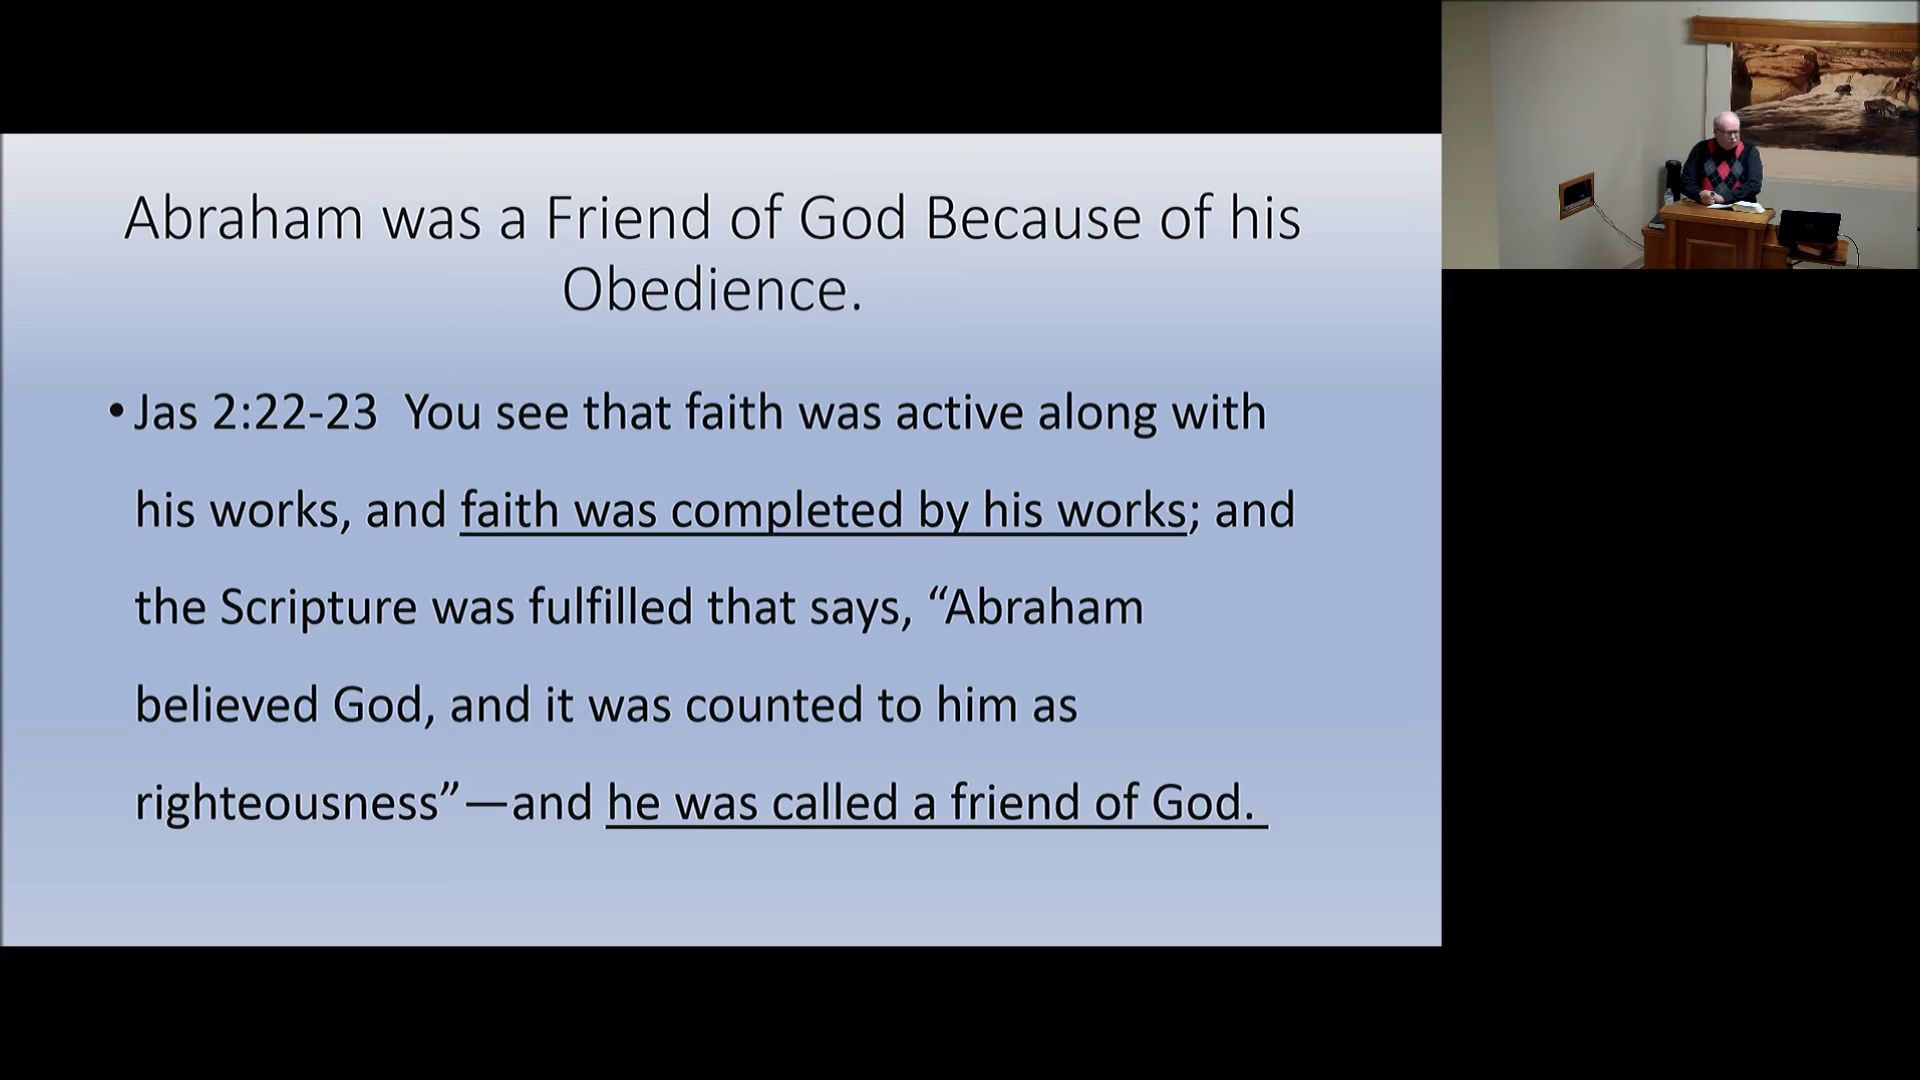 Abraham was a Friend of God Because of his
Obedience.
• Jas 2:22-23  You see that faith was active along with
his works, and faith was completed by his works; and
the Scripture was fulfilled that says, “Abraham
believed God, and it was counted to him as
righteousness”—and he was called a friend of God.